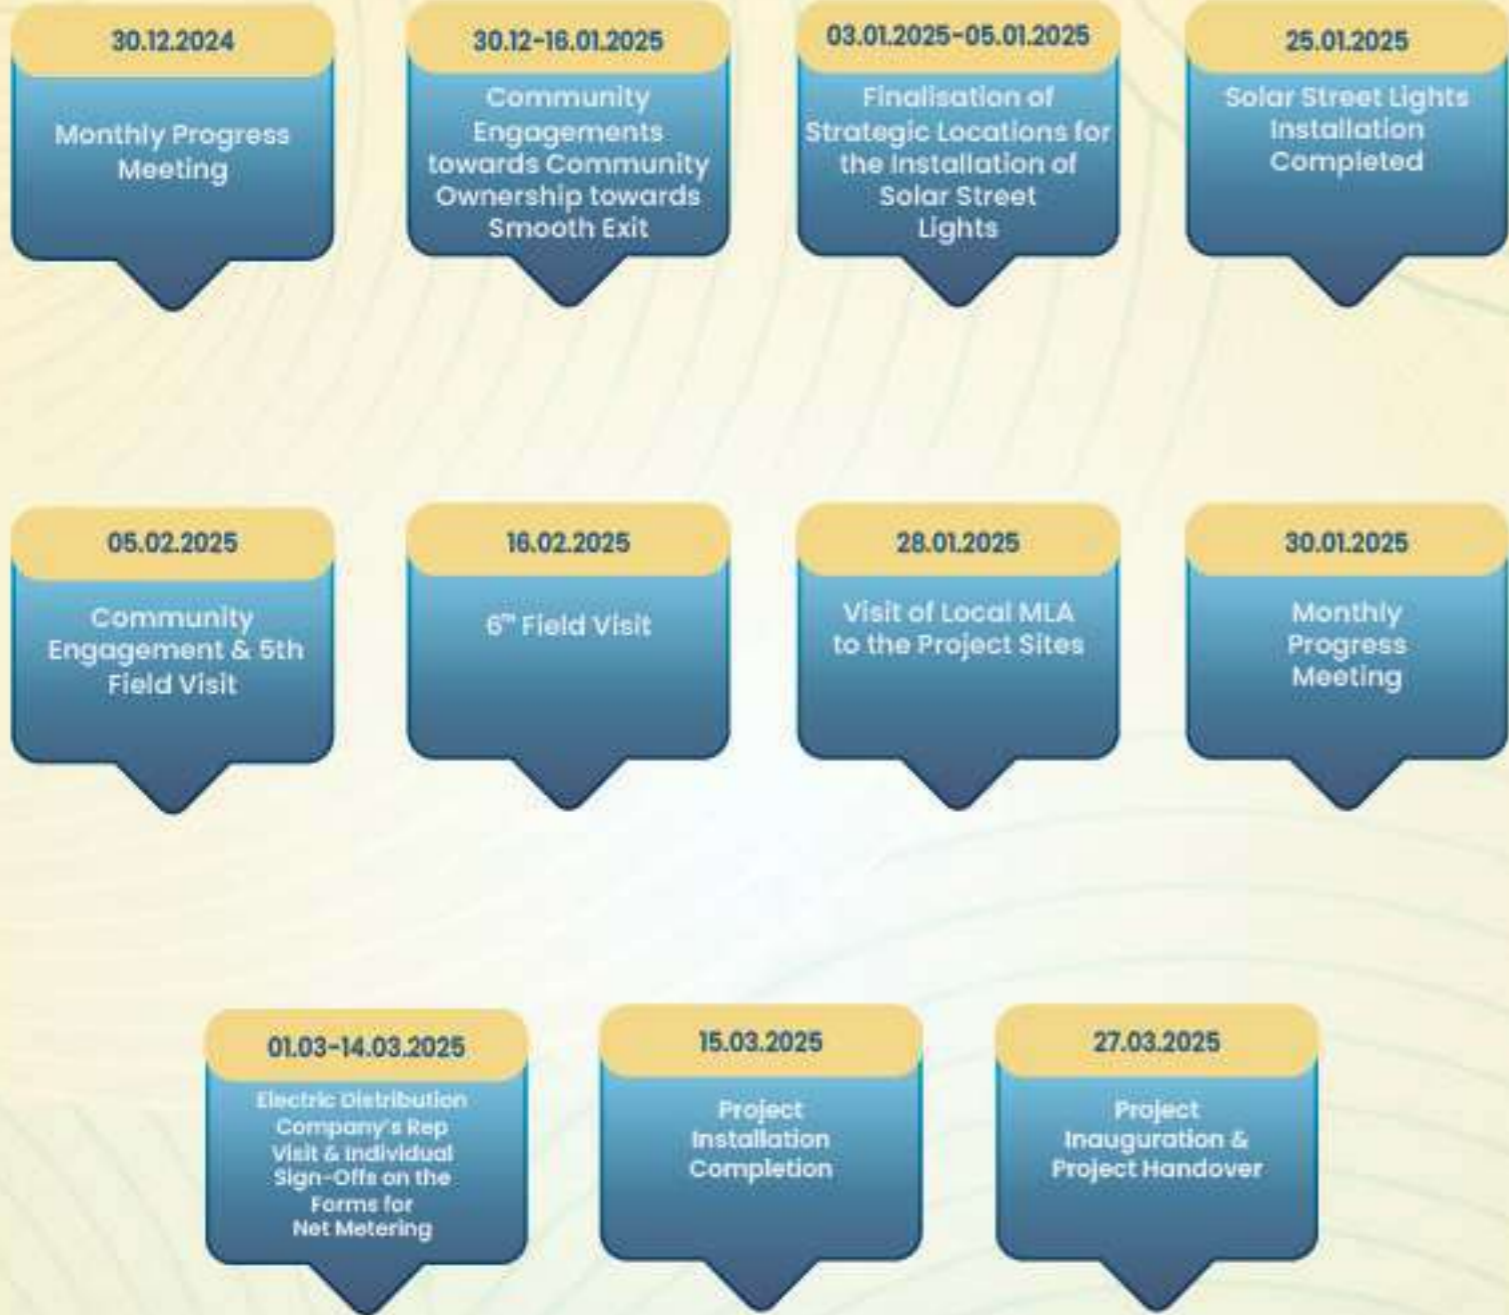 30.12.2024
Monthly Progress
Meeting
30.12-16.01.2025
Community
Engagements
towards Community
Ownership towards
Smooth Exit
03.01.2025-05.01.2025
Finalisation of
Strategic Locations for
the Installation of
Solar Street
Lights
25.01.2025
Solar Street Lights
Installation
Completed
05.02.2025
Community
Engagement & 5th
Field Visit
16.02.2025
6™ Field Visit
28.01.2025
Visit of Local MLA
to the Project Sites
30.01.2025
Monthly
Progress
Meeting
01.03-14.03.2025
Electric Distribution
Company's Rep
Visit & Individual
Sign-Offs on the
Forms for
Net Metering
15.03.2025
Project
Installation
Completion
27.03.2025
Project
Inauguration &
Project Handover